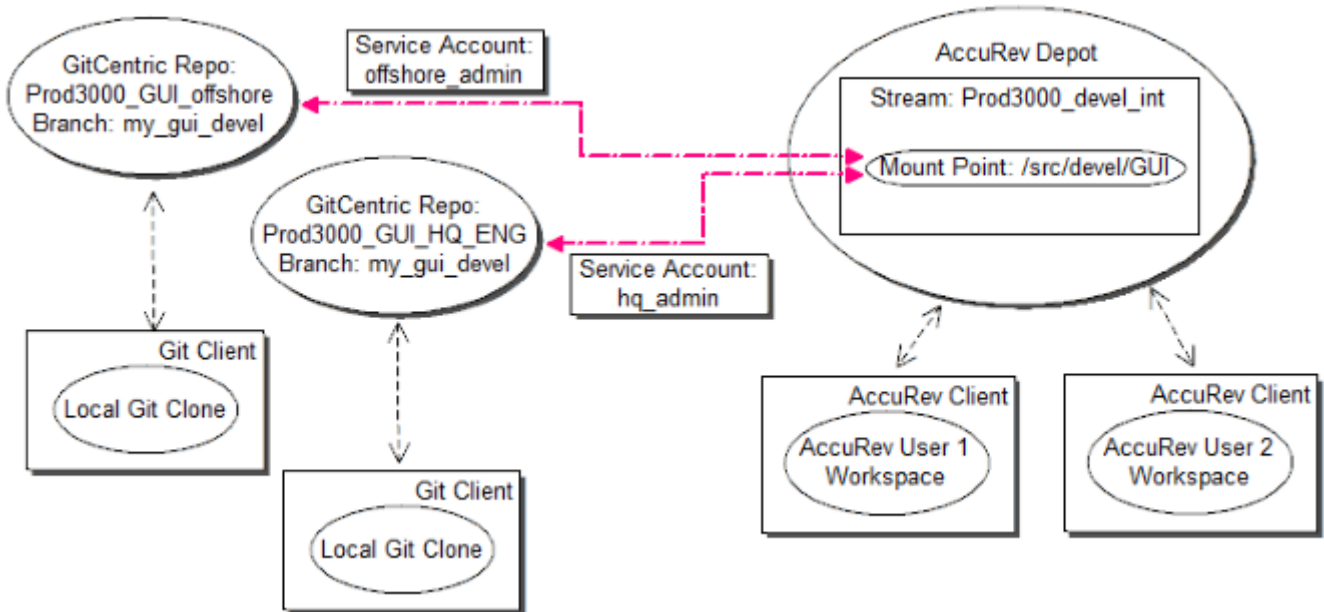 GitCentric Repo:
Prod3000_GUI_offshore
Branch: my_gui_devel
Service Account:
offshore_admin
AccuRev Depot
Stream: Prod3000_devel_int
Mount Point: /src/devel/GUI
GitCentric Repo:
Prod3000_GUI_HQ_ENG
Branch: my_gui_devel
Service Account:
hq_admin
Git Client
Local Git Clone
Git Client
Local Git Clone
AccuRev Client
AccuRev User 1
Workspace
AccuRev Client
AccuRev User 2
Workspace